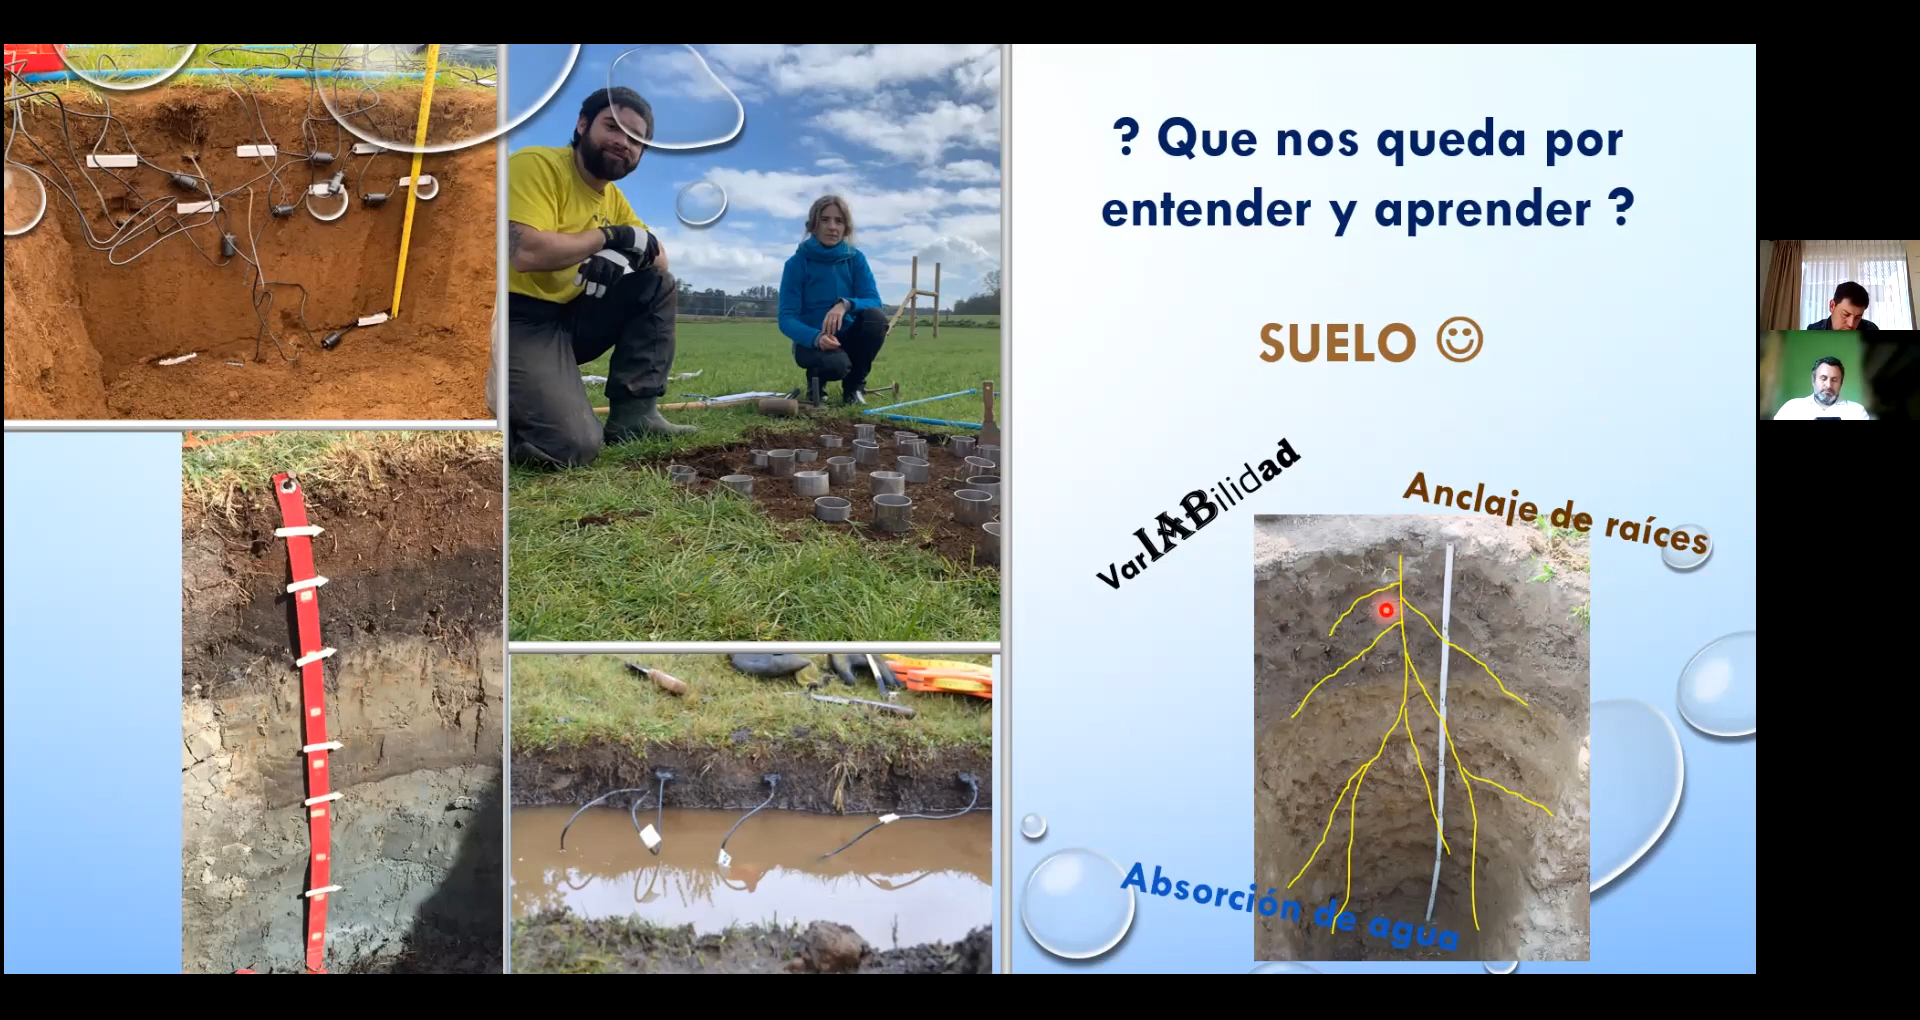 ? Que nos queda por
entender y aprender ?
SUELO
VarIABilidad
Anclaje de raíces
Absorción de agua